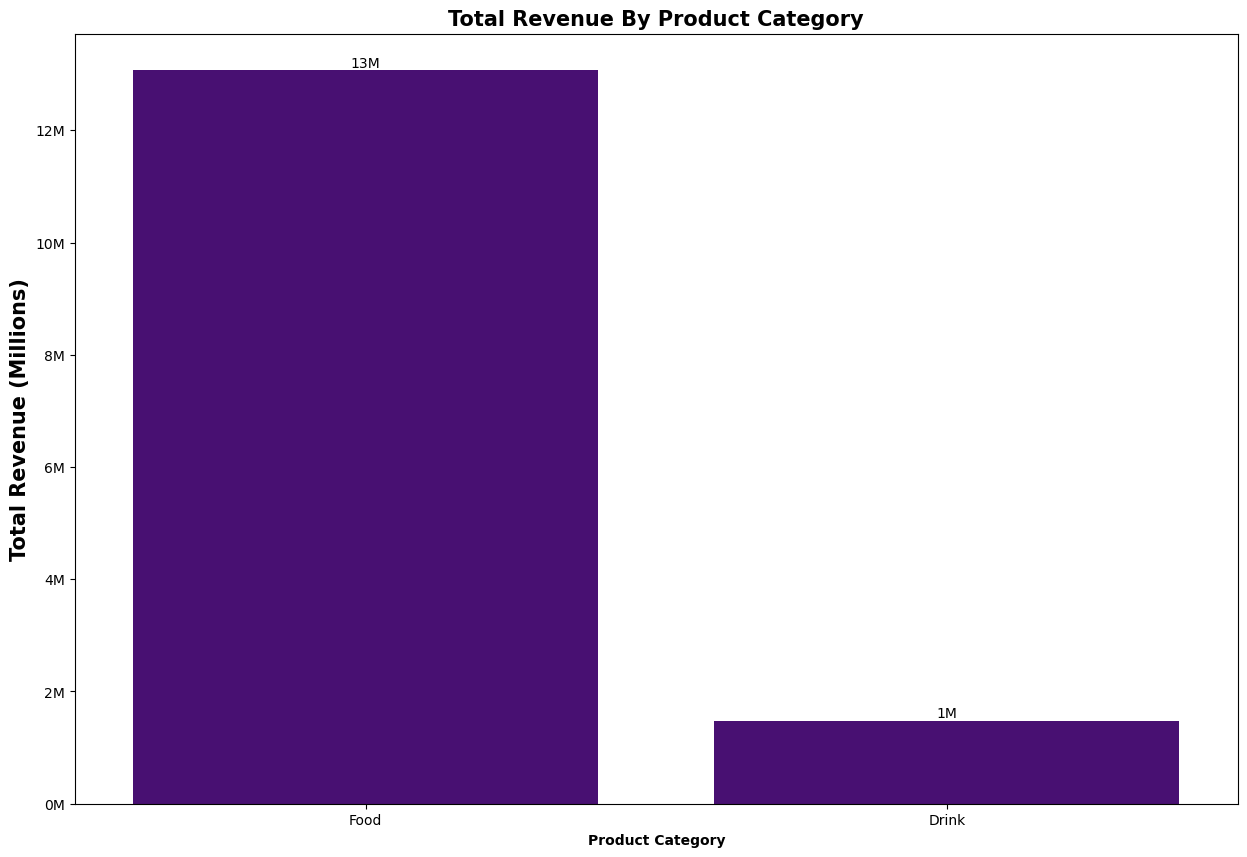 Total Revenue By Product Category
Total Revenue (Millions)
12M
10M
8M
6M
4M
2M
0M
13M
1M
Food
Drink
Product Category